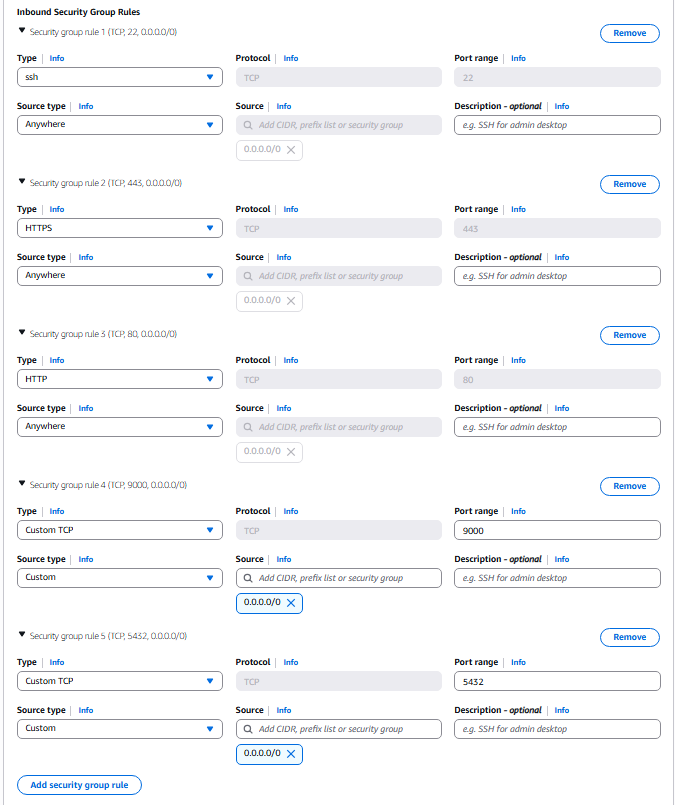 Inbound Security Group Rules
Security group rule 1 (TCP, 22, 0.0.0.0/0)
Remove
Type Info Protocol Info Port range Info
ssh TCP 22
Source type Info Source Info Description - optional Info
Anywhere Add CIDR, prefix list or security group e.g. SSH for admin desktop
0.0.0.0/0
Security group rule 2 (TCP, 443, 0.0.0.0/0)
Remove
Type Info Protocol Info Port range Info
HTTPS TCP 443
Source type Info Source Info Description - optional Info
Anywhere Add CIDR, prefix list or security group e.g. SSH for admin desktop
0.0.0.0/0
Security group rule 3 (TCP, 80, 0.0.0.0/0)
Remove
Type Info Protocol Info Port range Info
HTTP TCP 80
Source type Info Source Info Description - optional Info
Anywhere Add CIDR, prefix list or security group e.g. SSH for admin desktop
0.0.0.0/0
Security group rule 4 (TCP, 9000, 0.0.0.0/0)
Remove
Type Info Protocol Info Port range Info
Custom TCP TCP 9000
Source type Info Source Info Description - optional Info
Custom Add CIDR, prefix list or security group e.g. SSH for admin desktop
0.0.0.0/0
Security group rule 5 (TCP, 5432, 0.0.0.0/0)
Remove
Type Info Protocol Info Port range Info
Custom TCP TCP 5432
Source type Info Source Info Description - optional Info
Custom Add CIDR, prefix list or security group e.g. SSH for admin desktop
0.0.0.0/0
Add security group rule